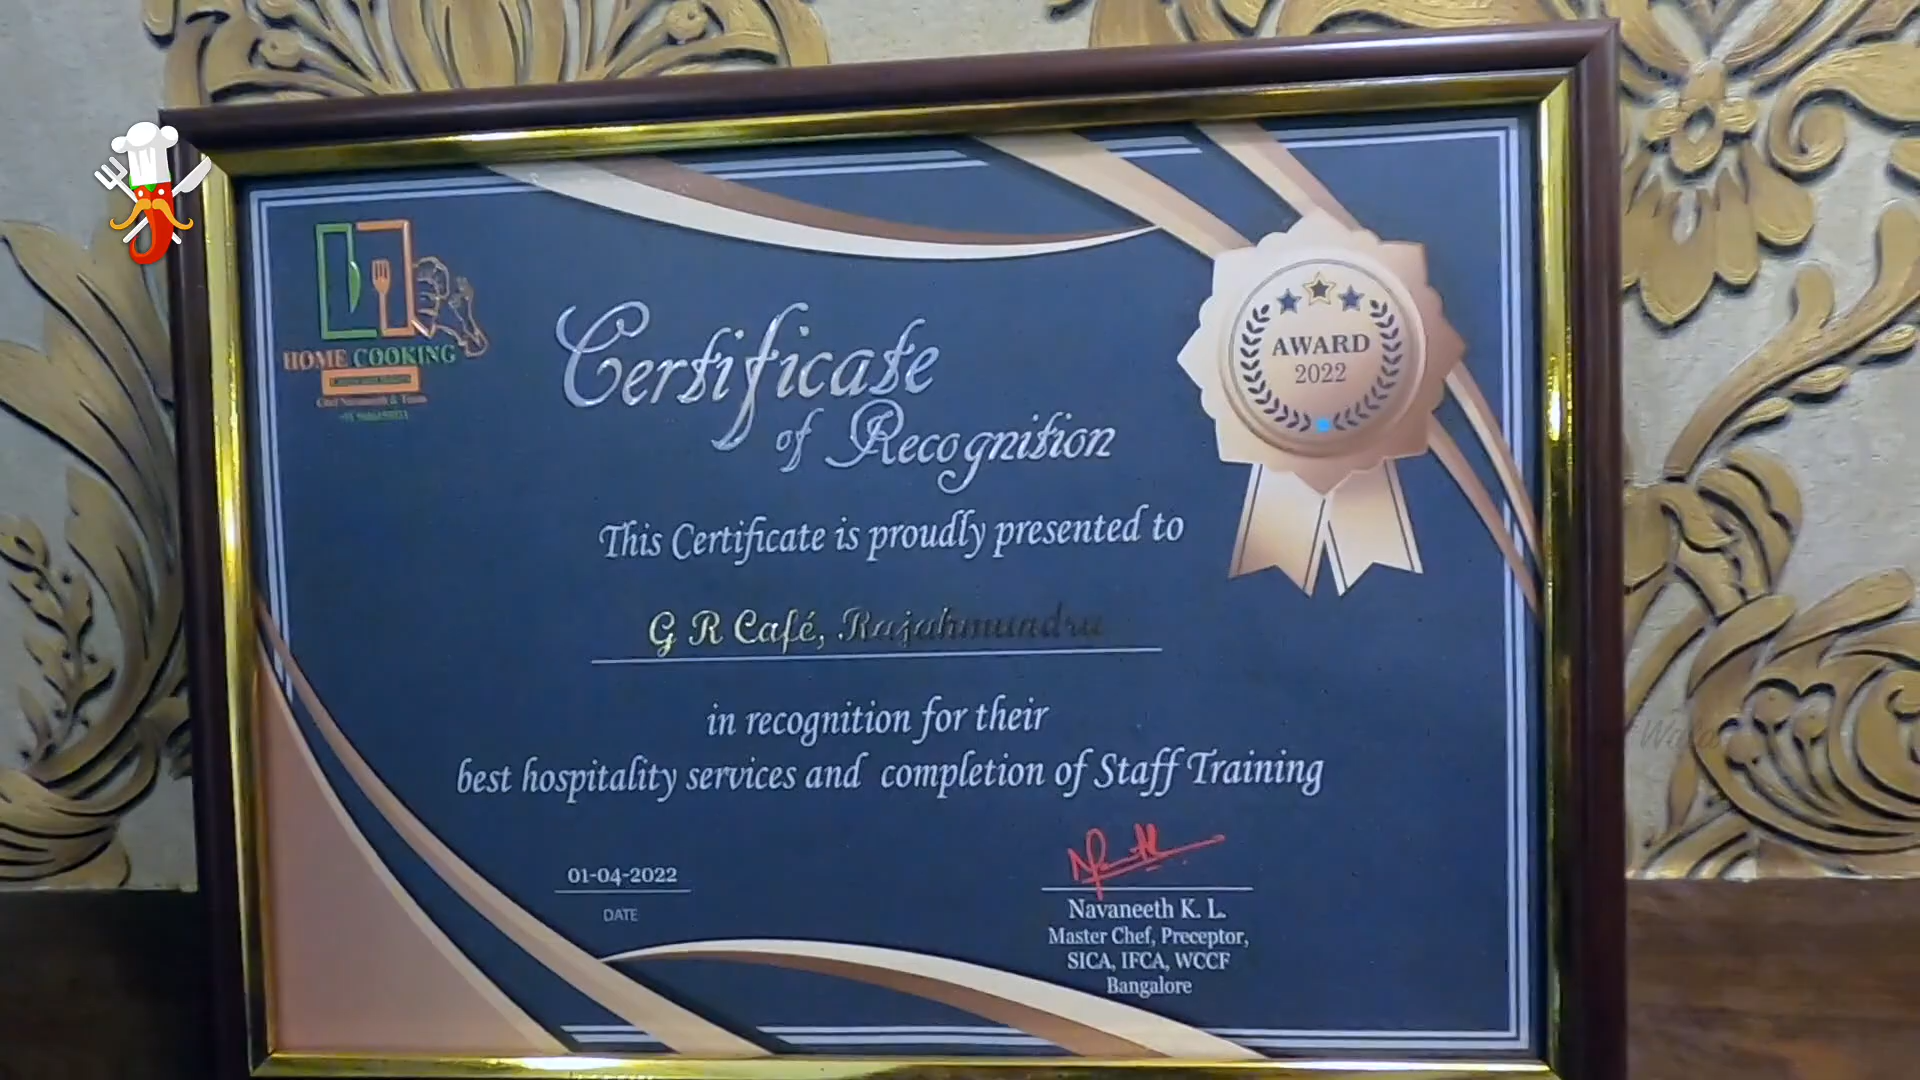 HOME COOKING
Certificate
of Recognition
AWARD
2022
This Certificate is proudly presented to
G R Café, Rajahmundry
in recognition for their
best hospitality services and completion of Staff Training
01-04-2022
DATE
Navaneeth K. L.
Master Chef, Preceptor,
SICA, IFCA, WCCF
Bangalore